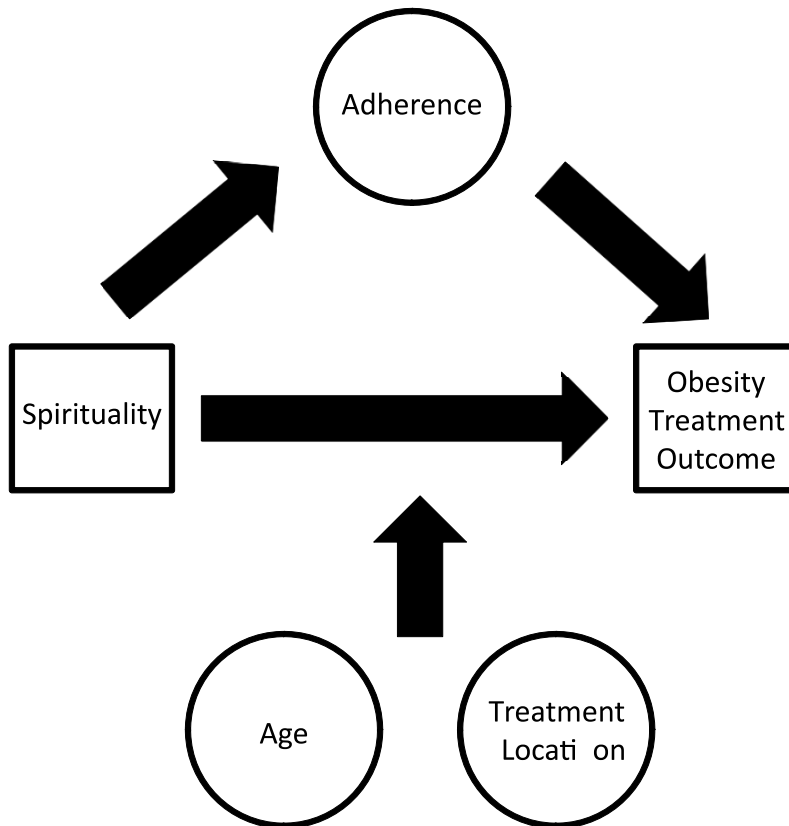 Adherence
Spirituality
Obesity
Treatment
Outcome
Age
Treatment
Locati on